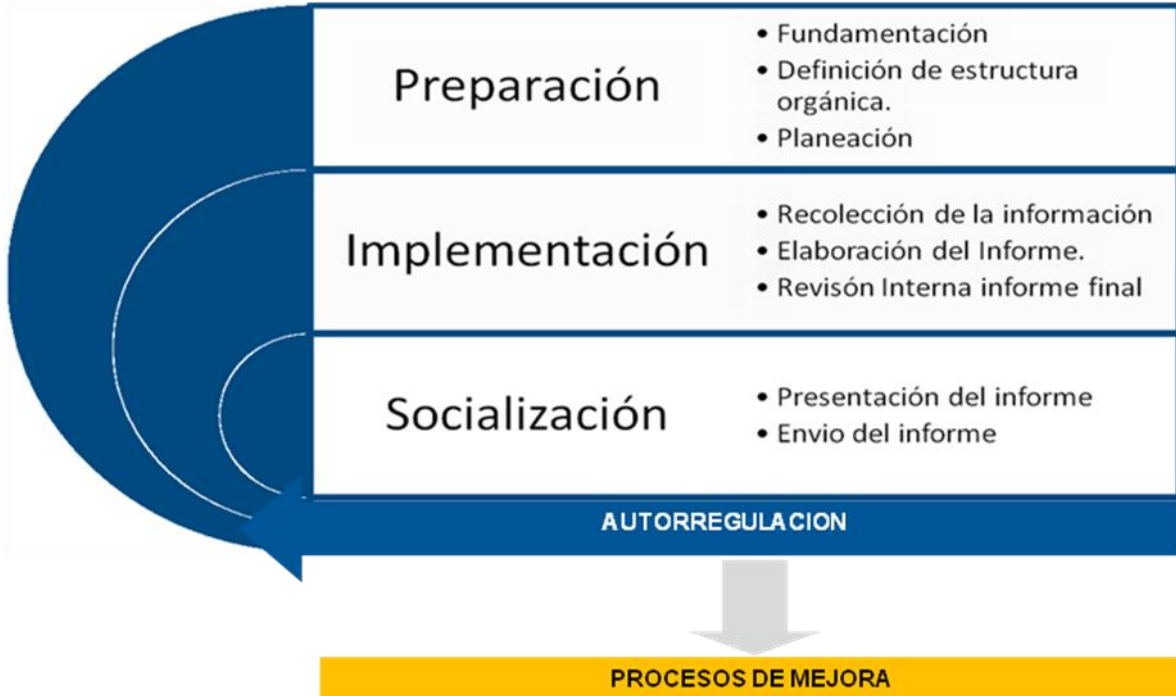 Preparación
• Fundamentación
• Definición de estructura
orgánica.
• Planeación
Implementación
• Recolección de la información
• Elaboración del Informe.
• Revisón Interna informe final
Socialización
• Presentación del informe
• Envio del informe
AUTORREGULACION
PROCESOS DE MEJORA